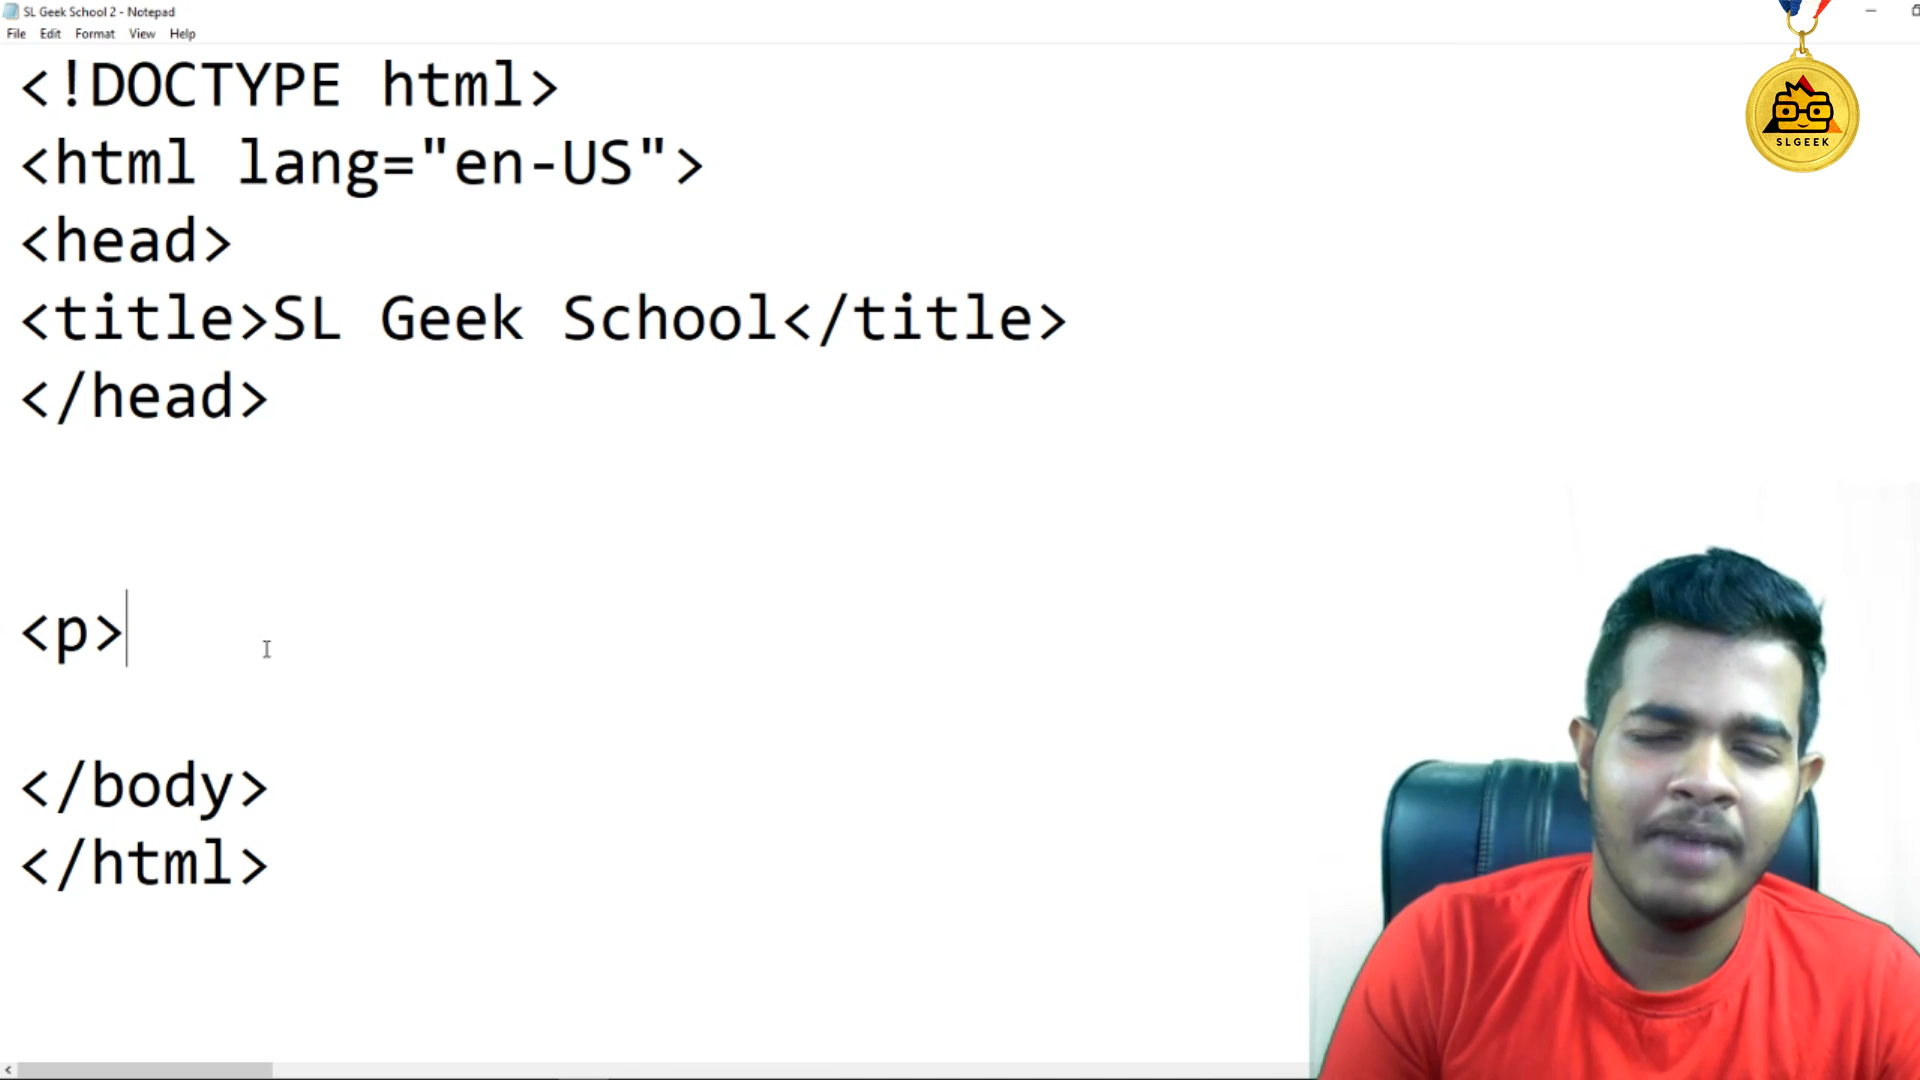 SL Geek School 2 - Notepad
File Edit Format View Help
<!DOCTYPE html>
<html lang="en-US">
<head>
<title>SL Geek School</title>
</head>
<p>
</body>
</html>
SLGEEK